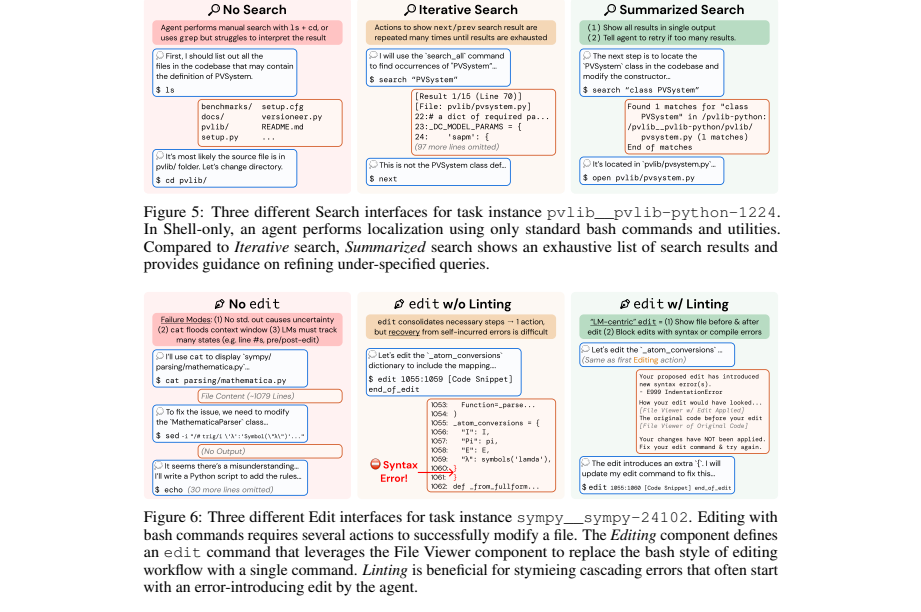 No Search
Agent performs manual search with ls + cd, or
uses grep but struggles to interpret the result
First, I should list out all the
files in the codebase that may contain
the definition of PVSystem.
$ ls
benchmarks/ setup.cfg
docs/ versioneer.py
pvlib/ README.md
setup.py ...
It's most likely the source file is in
pvlib/ folder. Let's change directory.
$ cd pvlib/
Iterative Search
Actions to show next/prev search result are
repeated many times until results are exhausted
I will use the `search_all` command
to find occurrences of "PVSystem"...
$ search "PVSystem"
[Result 1/15 (Line 70)]
[File: pvlib/pvsystem.py]
22:# a dict of required pa...
23:_DC_MODEL_PARAMS = {
24: 'sapm': {
(97 more lines omitted)
This is not the PVSystem class def...
$ next
Summarized Search
(1) Show all results in single output
(2) Tell agent to retry if too many results.
The next step is to locate the
`PVSystem` class in the codebase and
modify the constructor...
$ search "class PVSystem"
Found 1 matches for "class
PVSystem" in /pvlib-python:
/pvlib__pvlib-python/pvlib/
pvsystem.py (1 matches)
End of matches
It's located in `pvlib/pvsystem.py`...
$ open pvlib/pvsystem.py
Figure 5: Three different Search interfaces for task instance pvlib__pvlib-python-1224.
In Shell-only, an agent performs localization using only standard bash commands and utilities.
Compared to Iterative search, Summarized search shows an exhaustive list of search results and
provides guidance on refining under-specified queries.
No edit
Failure Modes: (1) No std. out causes uncertainty
(2) cat floods context window (3) LMs must track
many states (e.g. line #s, pre/post-edit)
I'll use cat to display `sympy/
parsing/mathematica.py`...
$ cat parsing/mathematica.py
File Content (~1079 Lines)
To fix the issue, we need to modify
the `MathematicaParser` class...
(No Output)
It seems there's a misunderstanding...
I'll write a Python script to add the rules...
$ echo (30 more lines omitted)
edit w/o Linting
edit consolidates necessary steps → 1 action,
but recovery from self-incurred errors is difficult
Let's edit the `_atom_conversions`
dictionary to include the mapping....
$ edit 1055:1059 [Code Snippet]
end_of_edit
1053: Function=_parse...
1054: )
1055: _atom_conversions = {
1056: "I": I,
1057: "Pi": pi,
1058: "E": E,
1059: "λ": symbols('lamda'),
1060: }
1061: }
1062: def _from_fullform...
Syntax
Error!
edit w/ Linting
"LM-centric" edit = (1) Show file before & after
edit (2) Block edits with syntax or compile errors
Let's edit the `_atom_conversions` ...
(Same as first Editing action)
Your proposed edit has introduced
new syntax error(s).
- E999 IndentationError
How your edit would have looked...
[File Viewer w/ Edit Applied]
The original code before your edit
[File Viewer of Original Code]
Your changes have NOT been applied.
Fix your edit command & try again.
The edit introduces an extra `{`. I will
update my edit command to fix this...
$ edit 1055:1060 [Code Snippet] end_of_edit
Figure 6: Three different Edit interfaces for task instance sympy__sympy-24102. Editing with
bash commands requires several actions to successfully modify a file. The Editing component defines
an edit command that leverages the File Viewer component to replace the bash style of editing
workflow with a single command. Linting is beneficial for stymieing cascading errors that often start
with an error-introducing edit by the agent.